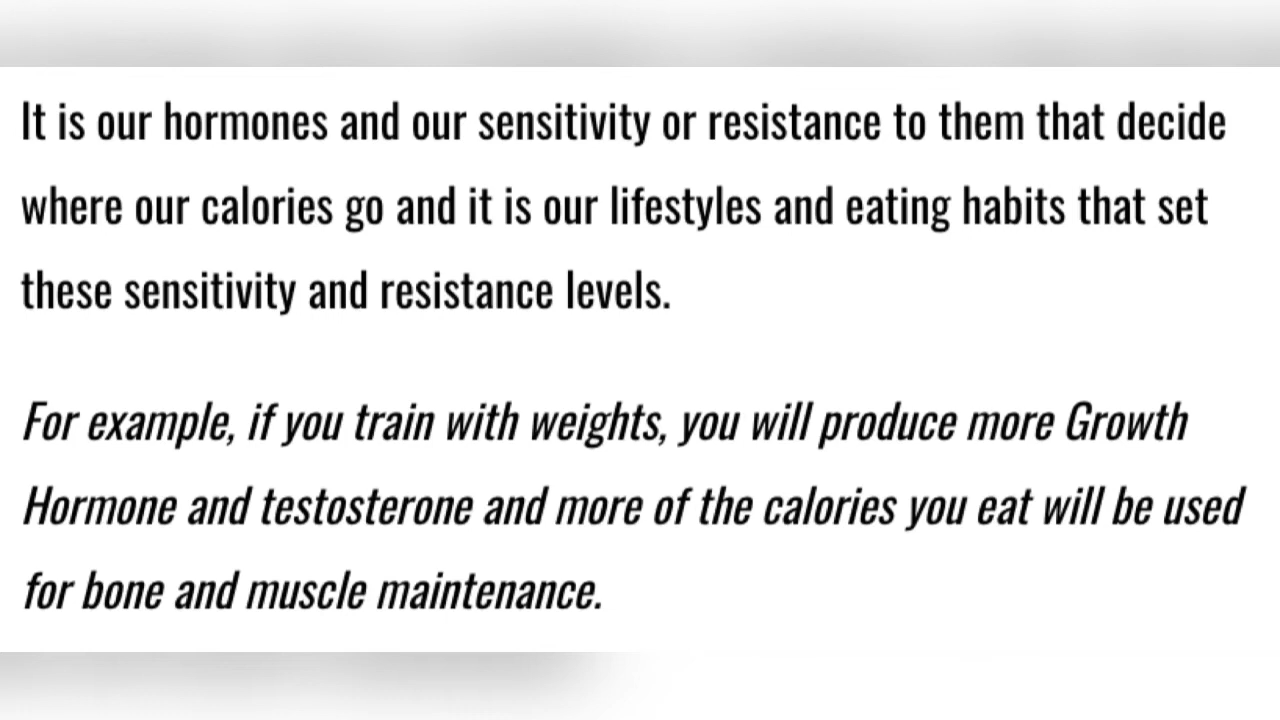 It is our hormones and our sensitivity or resistance to them that decide
where our calories go and it is our lifestyles and eating habits that set
these sensitivity and resistance levels.
For example, if you train with weights, you will produce more Growth
Hormone and testosterone and more of the calories you eat will be used
for bone and muscle maintenance.